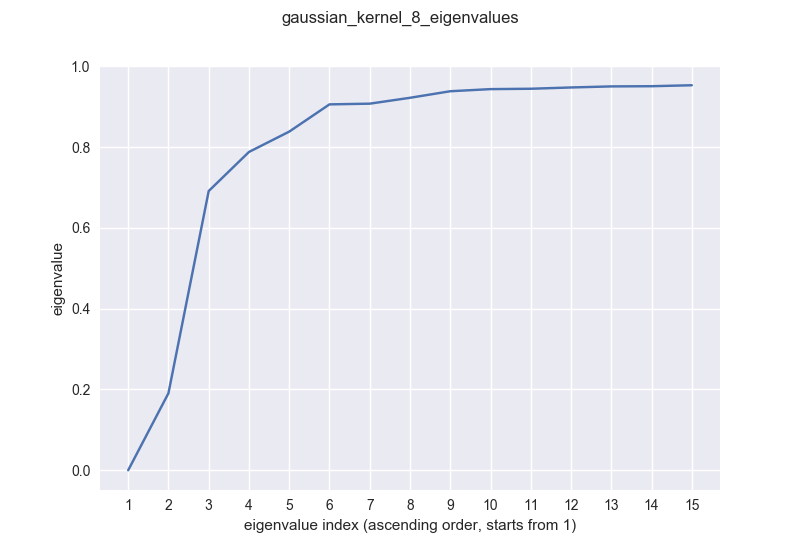 gaussian_kernel_8_eigenvalues
1.0
0.8
0.6
0.4
0.2
0.0
eigenvalue
1 2 3 4 5 6 7 8 9 10 11 12 13 14 15
eigenvalue index (ascending order, starts from 1)